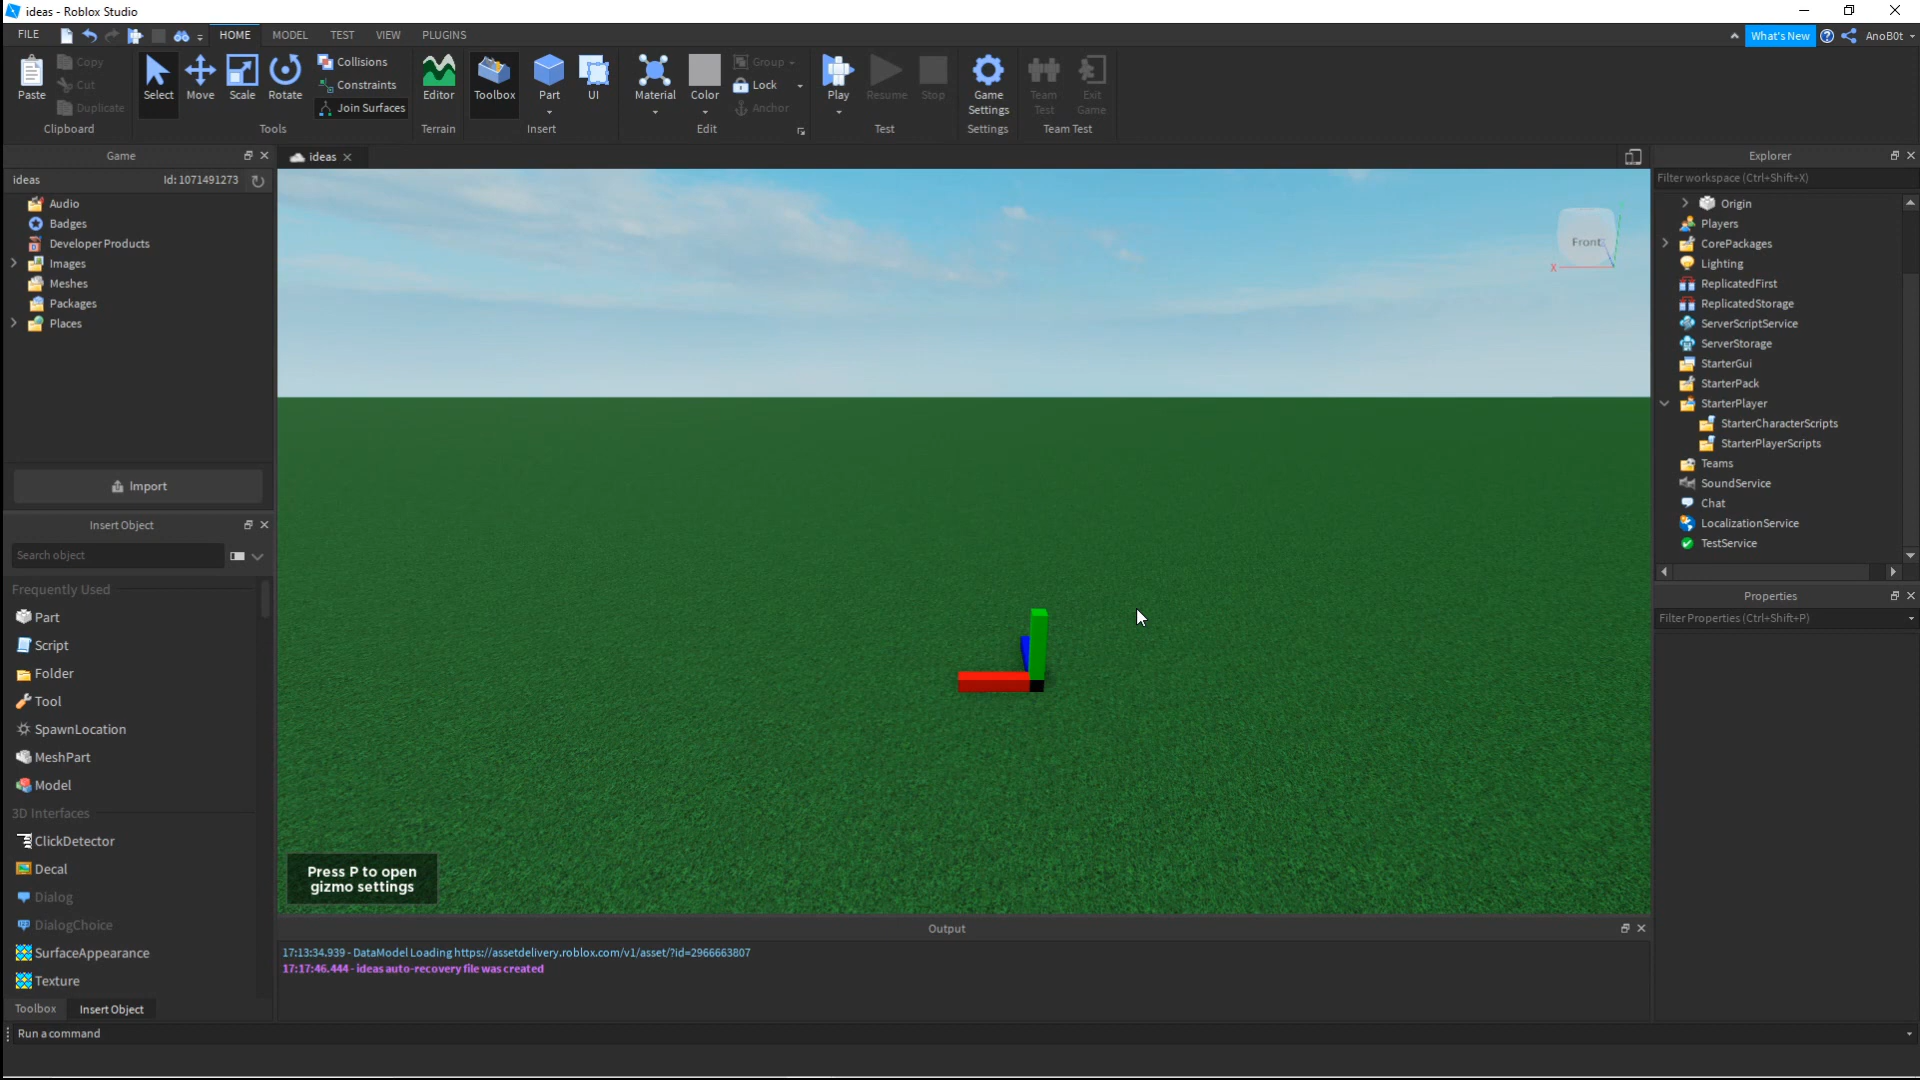 ideas - Roblox Studio
FILE
HOME
MODEL
TEST
VIEW
PLUGINS
What's New
AnoB0t
Paste
Copy
Cut
Duplicate
Clipboard
Select
Move
Scale
Rotate
Collisions
Constraints
Join Surfaces
Tools
Editor
Terrain
Toolbox
Part
UI
Insert
Material
Color
Group
Lock
Anchor
Edit
Play
Resume
Stop
Test
Game
Settings
Settings
Team
Test
Exit
Game
Team Test
Game
ideas
Id: 1071491273
Audio
Badges
Developer Products
Images
Meshes
Packages
Places
Import
Insert Object
Search object
Frequently Used
Part
Script
Folder
Tool
SpawnLocation
MeshPart
Model
3D Interfaces
ClickDetector
Decal
Dialog
DialogChoice
SurfaceAppearance
Texture
Toolbox
Insert Object
Run a command
ideas
Front
X
Press P to open
gizmo settings
Output
17:13:34.939 - DataModel Loading https://assetdelivery.roblox.com/v1/asset/?id=2966663807
17:17:46.444 - ideas auto-recovery file was created
Explorer
Filter workspace (Ctrl+Shift+X)
Origin
Players
CorePackages
Lighting
ReplicatedFirst
ReplicatedStorage
ServerScriptService
ServerStorage
StarterGui
StarterPack
StarterPlayer
StarterCharacterScripts
StarterPlayerScripts
Teams
SoundService
Chat
LocalizationService
TestService
Properties
Filter Properties (Ctrl+Shift+P)